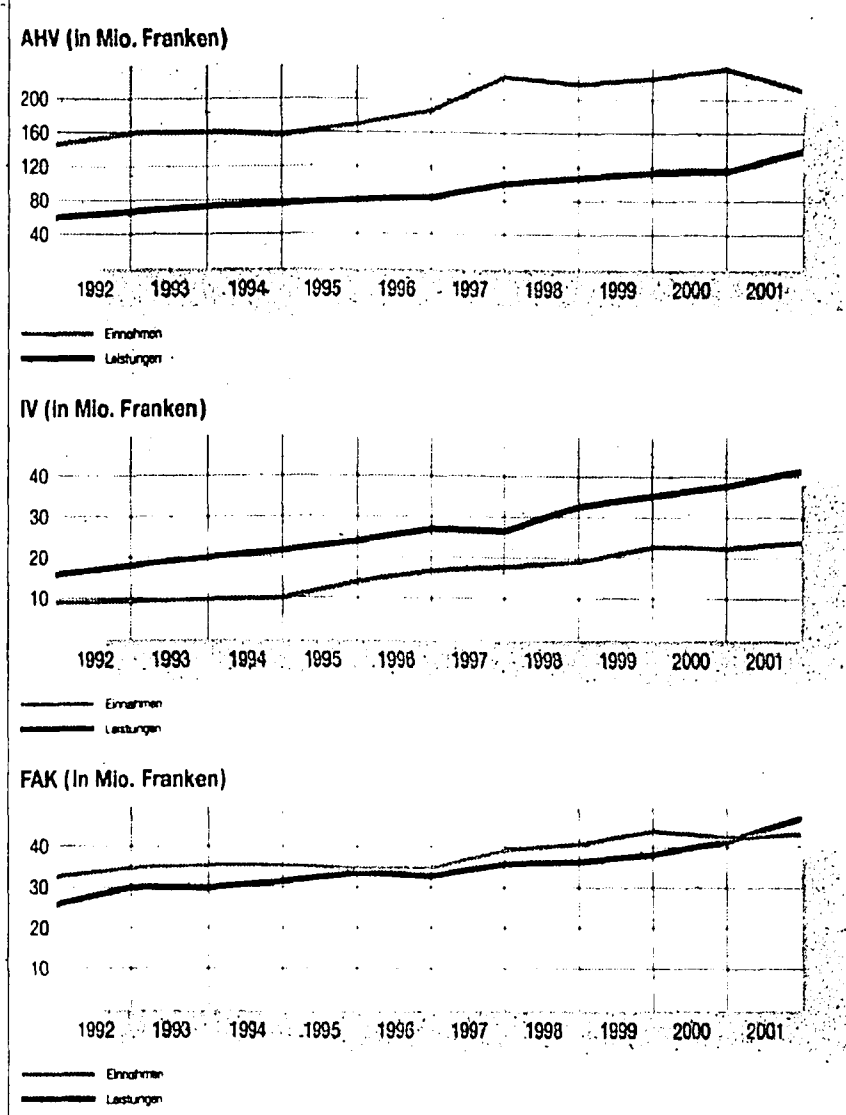 AHV (in Mio. Franken)
200
160
120
80
40
1992 1993 1994 1995 1996 1997 1998 1999 2000 2001
Einnahmen
Leistungen
IV (in Mio. Franken)
40
30
20
10
1992 1993 1994 1995 1996 1997 1998 1999 2000 2001
Einnahmen
Leistungen
FAK (in Mio. Franken)
40
30
20
10
1992 1993 1994 1995 1996 1997 1998 1999 2000 2001
Einnahmen
Leistungen